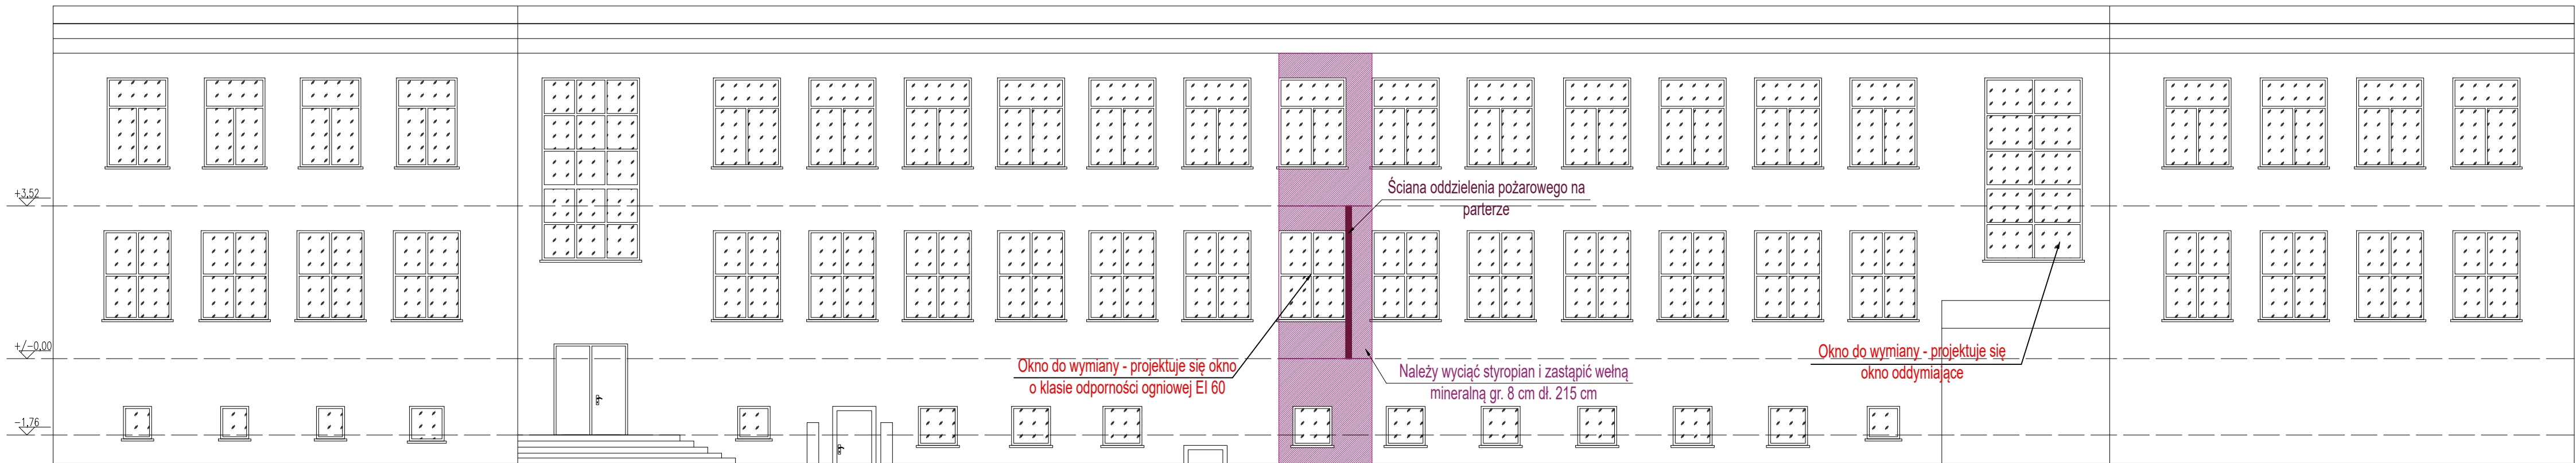 +3,52
Ściana oddzielenia pożarowego na
parterze
+/-0,00
Okno do wymiany - projektuje się okno
o klasie odporności ogniowej EI 60
Należy wyciąć styropian i zastąpić wełną
mineralną gr. 8 cm dł. 215 cm
Okno do wymiany - projektuje się
okno oddymiające
-1,76